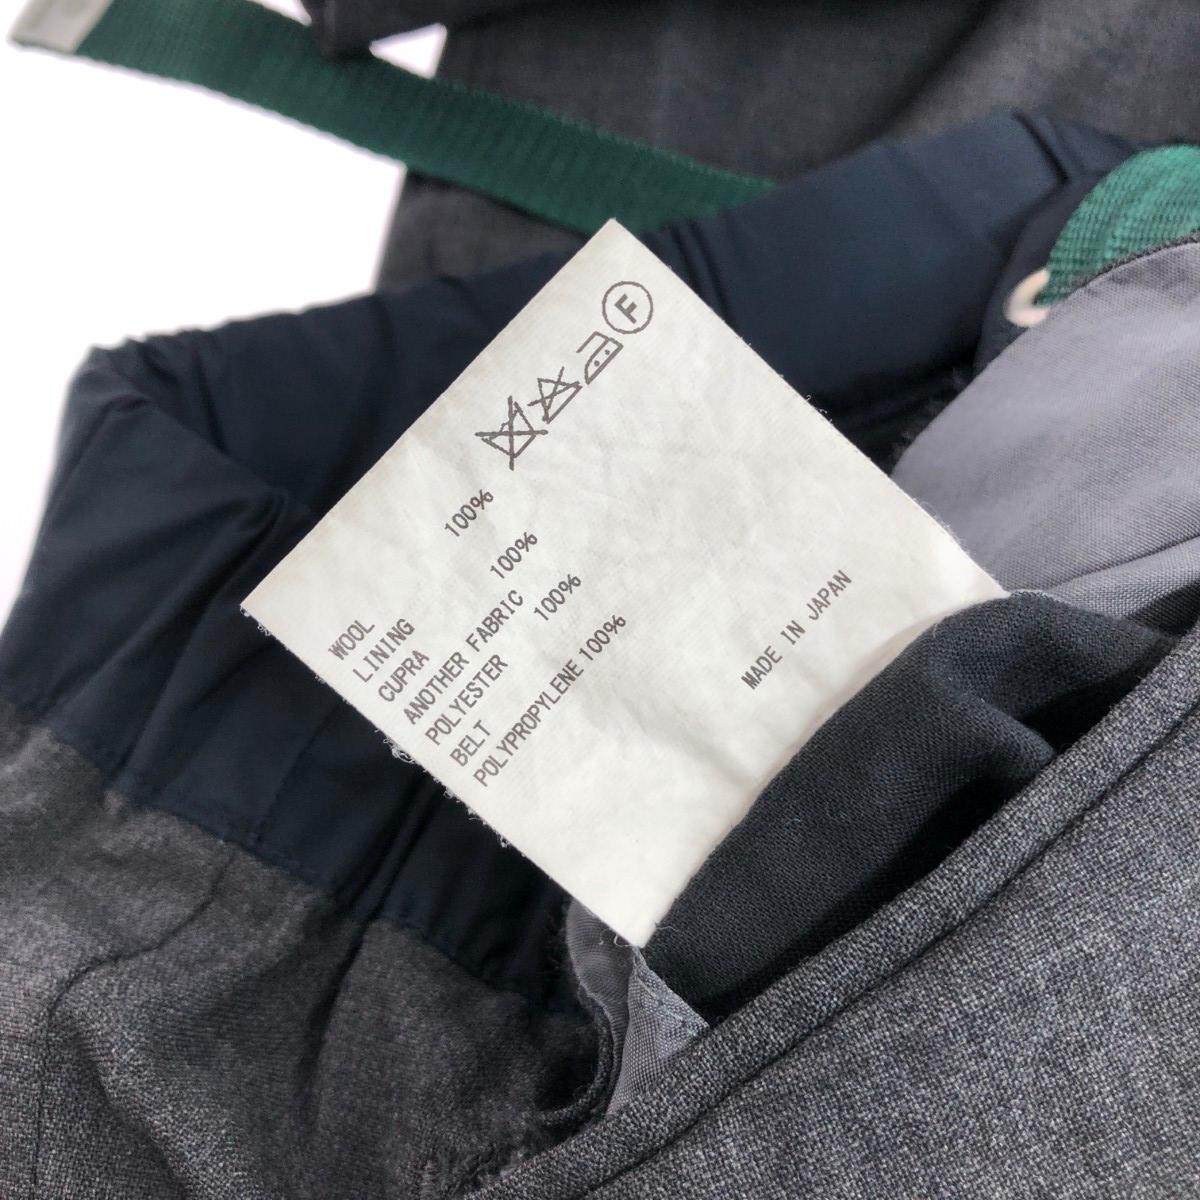 F
WOOL 100%
LINING
CUPRA 100%
ANOTHER FABRIC
POLYESTER 100%
BELT
POLYPROPYLENE 100%
MADE IN JAPAN